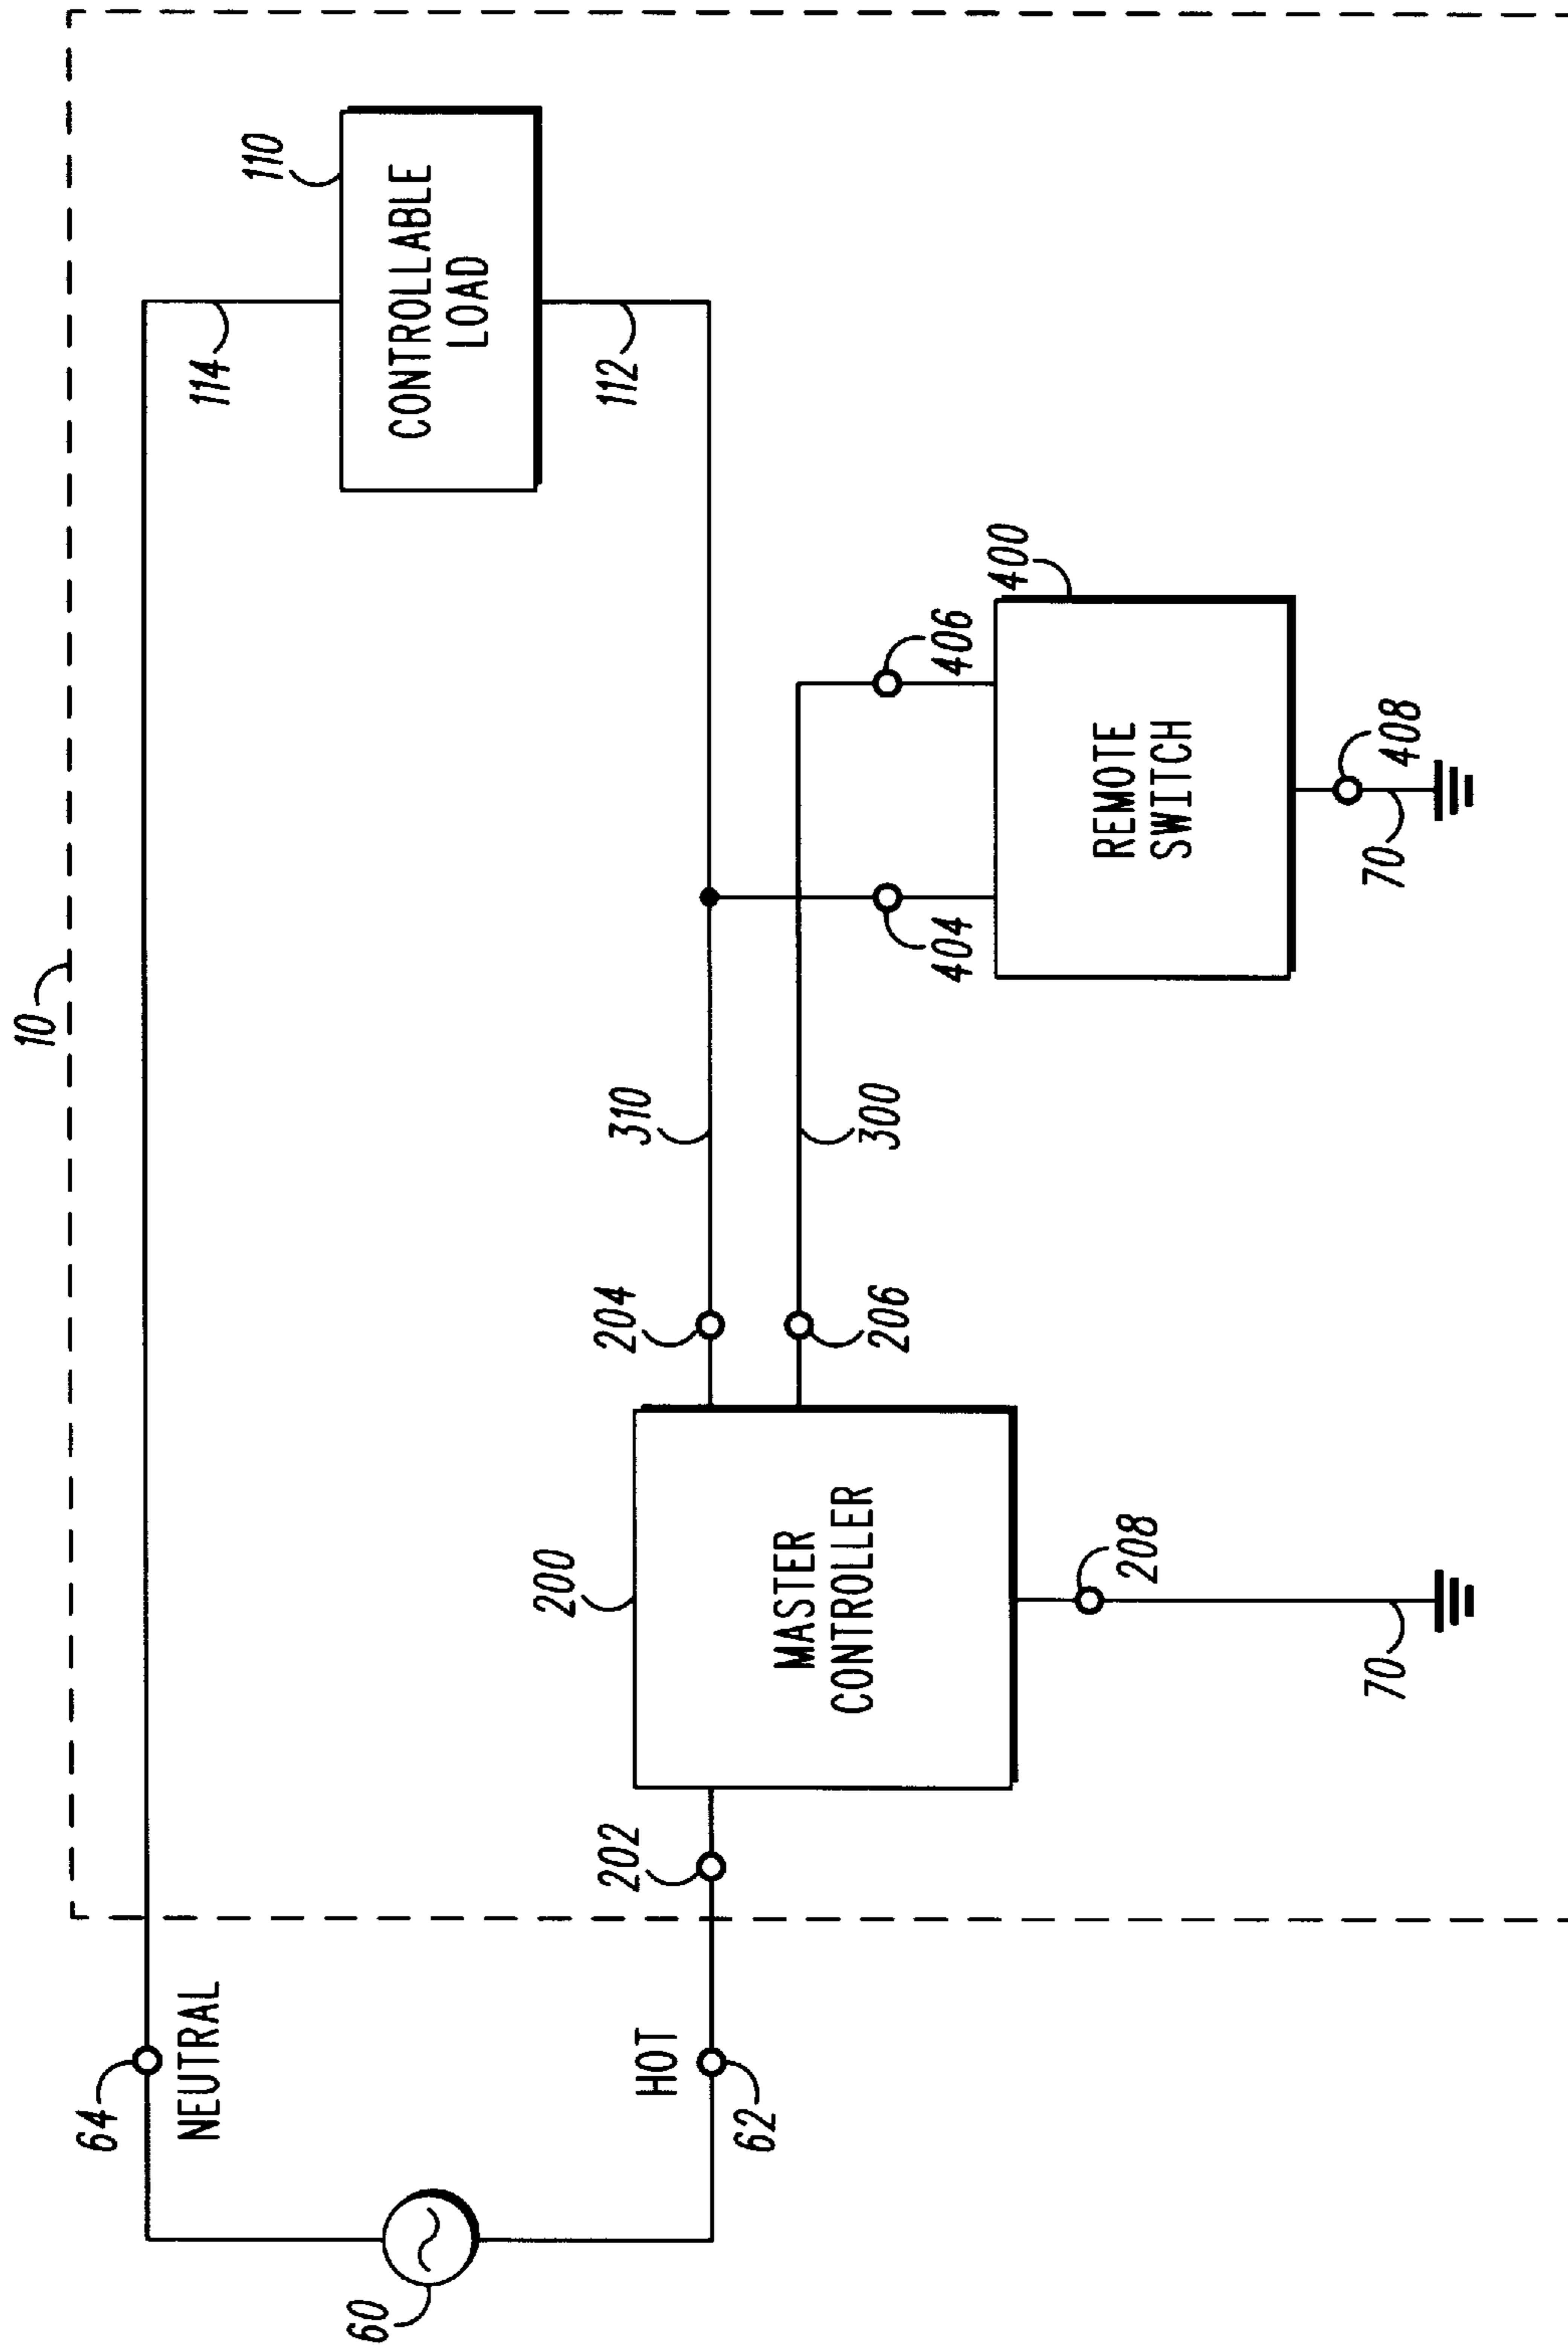 10
64
NEUTRAL
114
110
CONTROLLABLE
LOAD
60
HOT
62
202
200
MASTER
CONTROLLER
204
310
112
206
300
404
406
400
REMOTE
SWITCH
208
408
70
70